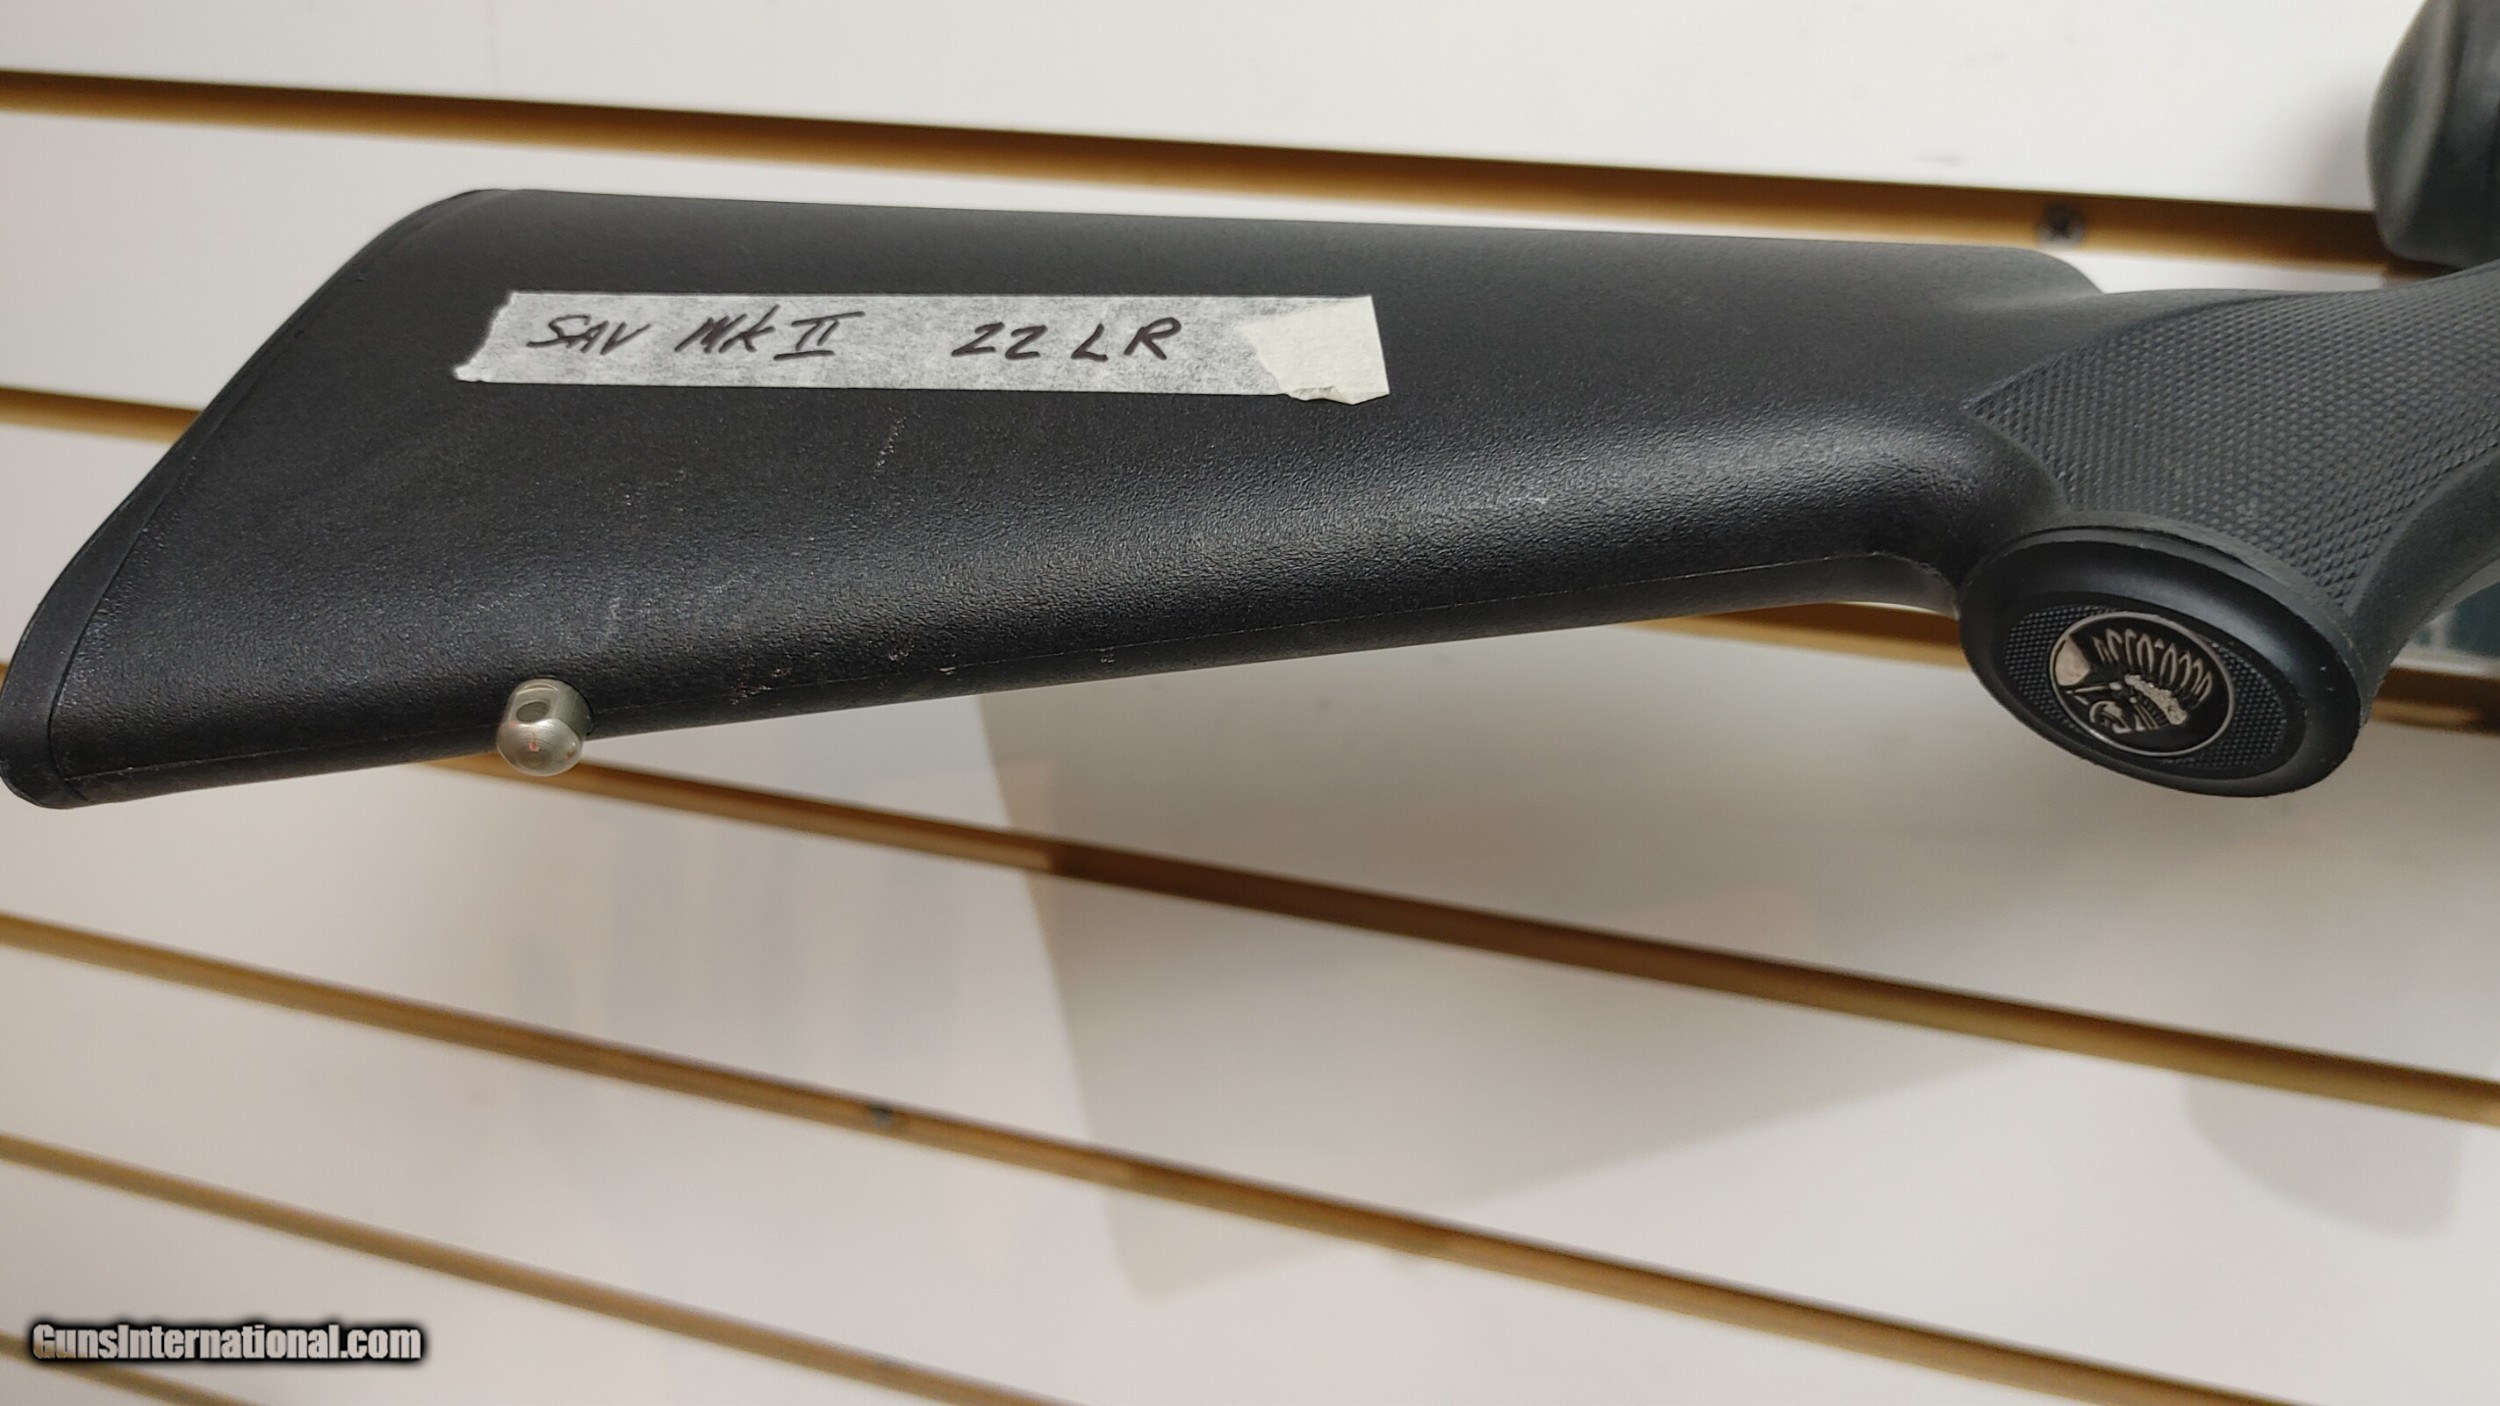 SAV MK II 22 LR
GunsInternational.com